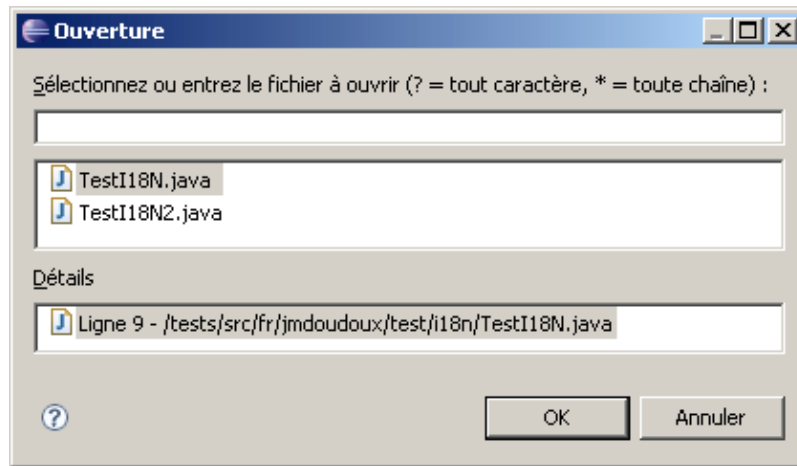 Ouverture
Sélectionnez ou entrez le fichier à ouvrir (? = tout caractère, * = toute chaîne) :
TestI18N.java
TestI18N2.java
Détails
Ligne 9 - /tests/src/fr/jmdoudoux/test/i18n/TestI18N.java
OK
Annuler